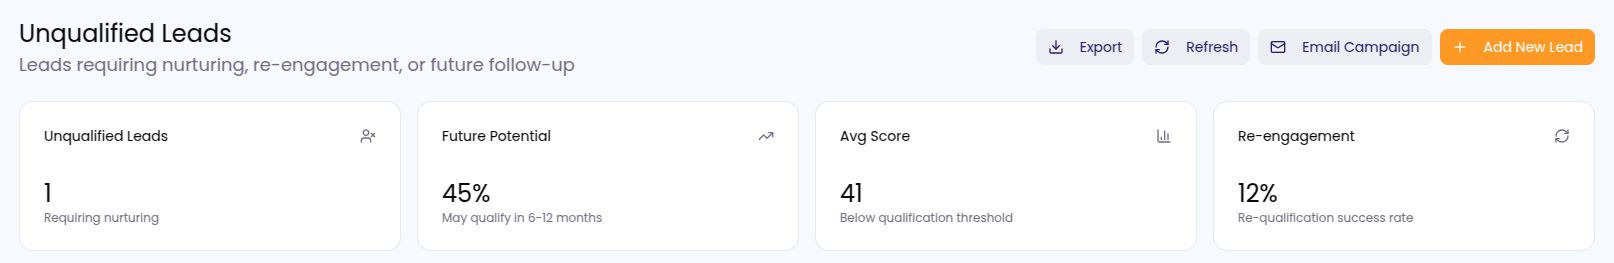 Unqualified Leads
Leads requiring nurturing, re-engagement, or future follow-up
Export
Refresh
Email Campaign
Add New Lead
Unqualified Leads
1
Requiring nurturing
Future Potential
45%
May qualify in 6-12 months
Avg Score
41
Below qualification threshold
Re-engagement
12%
Re-qualification success rate